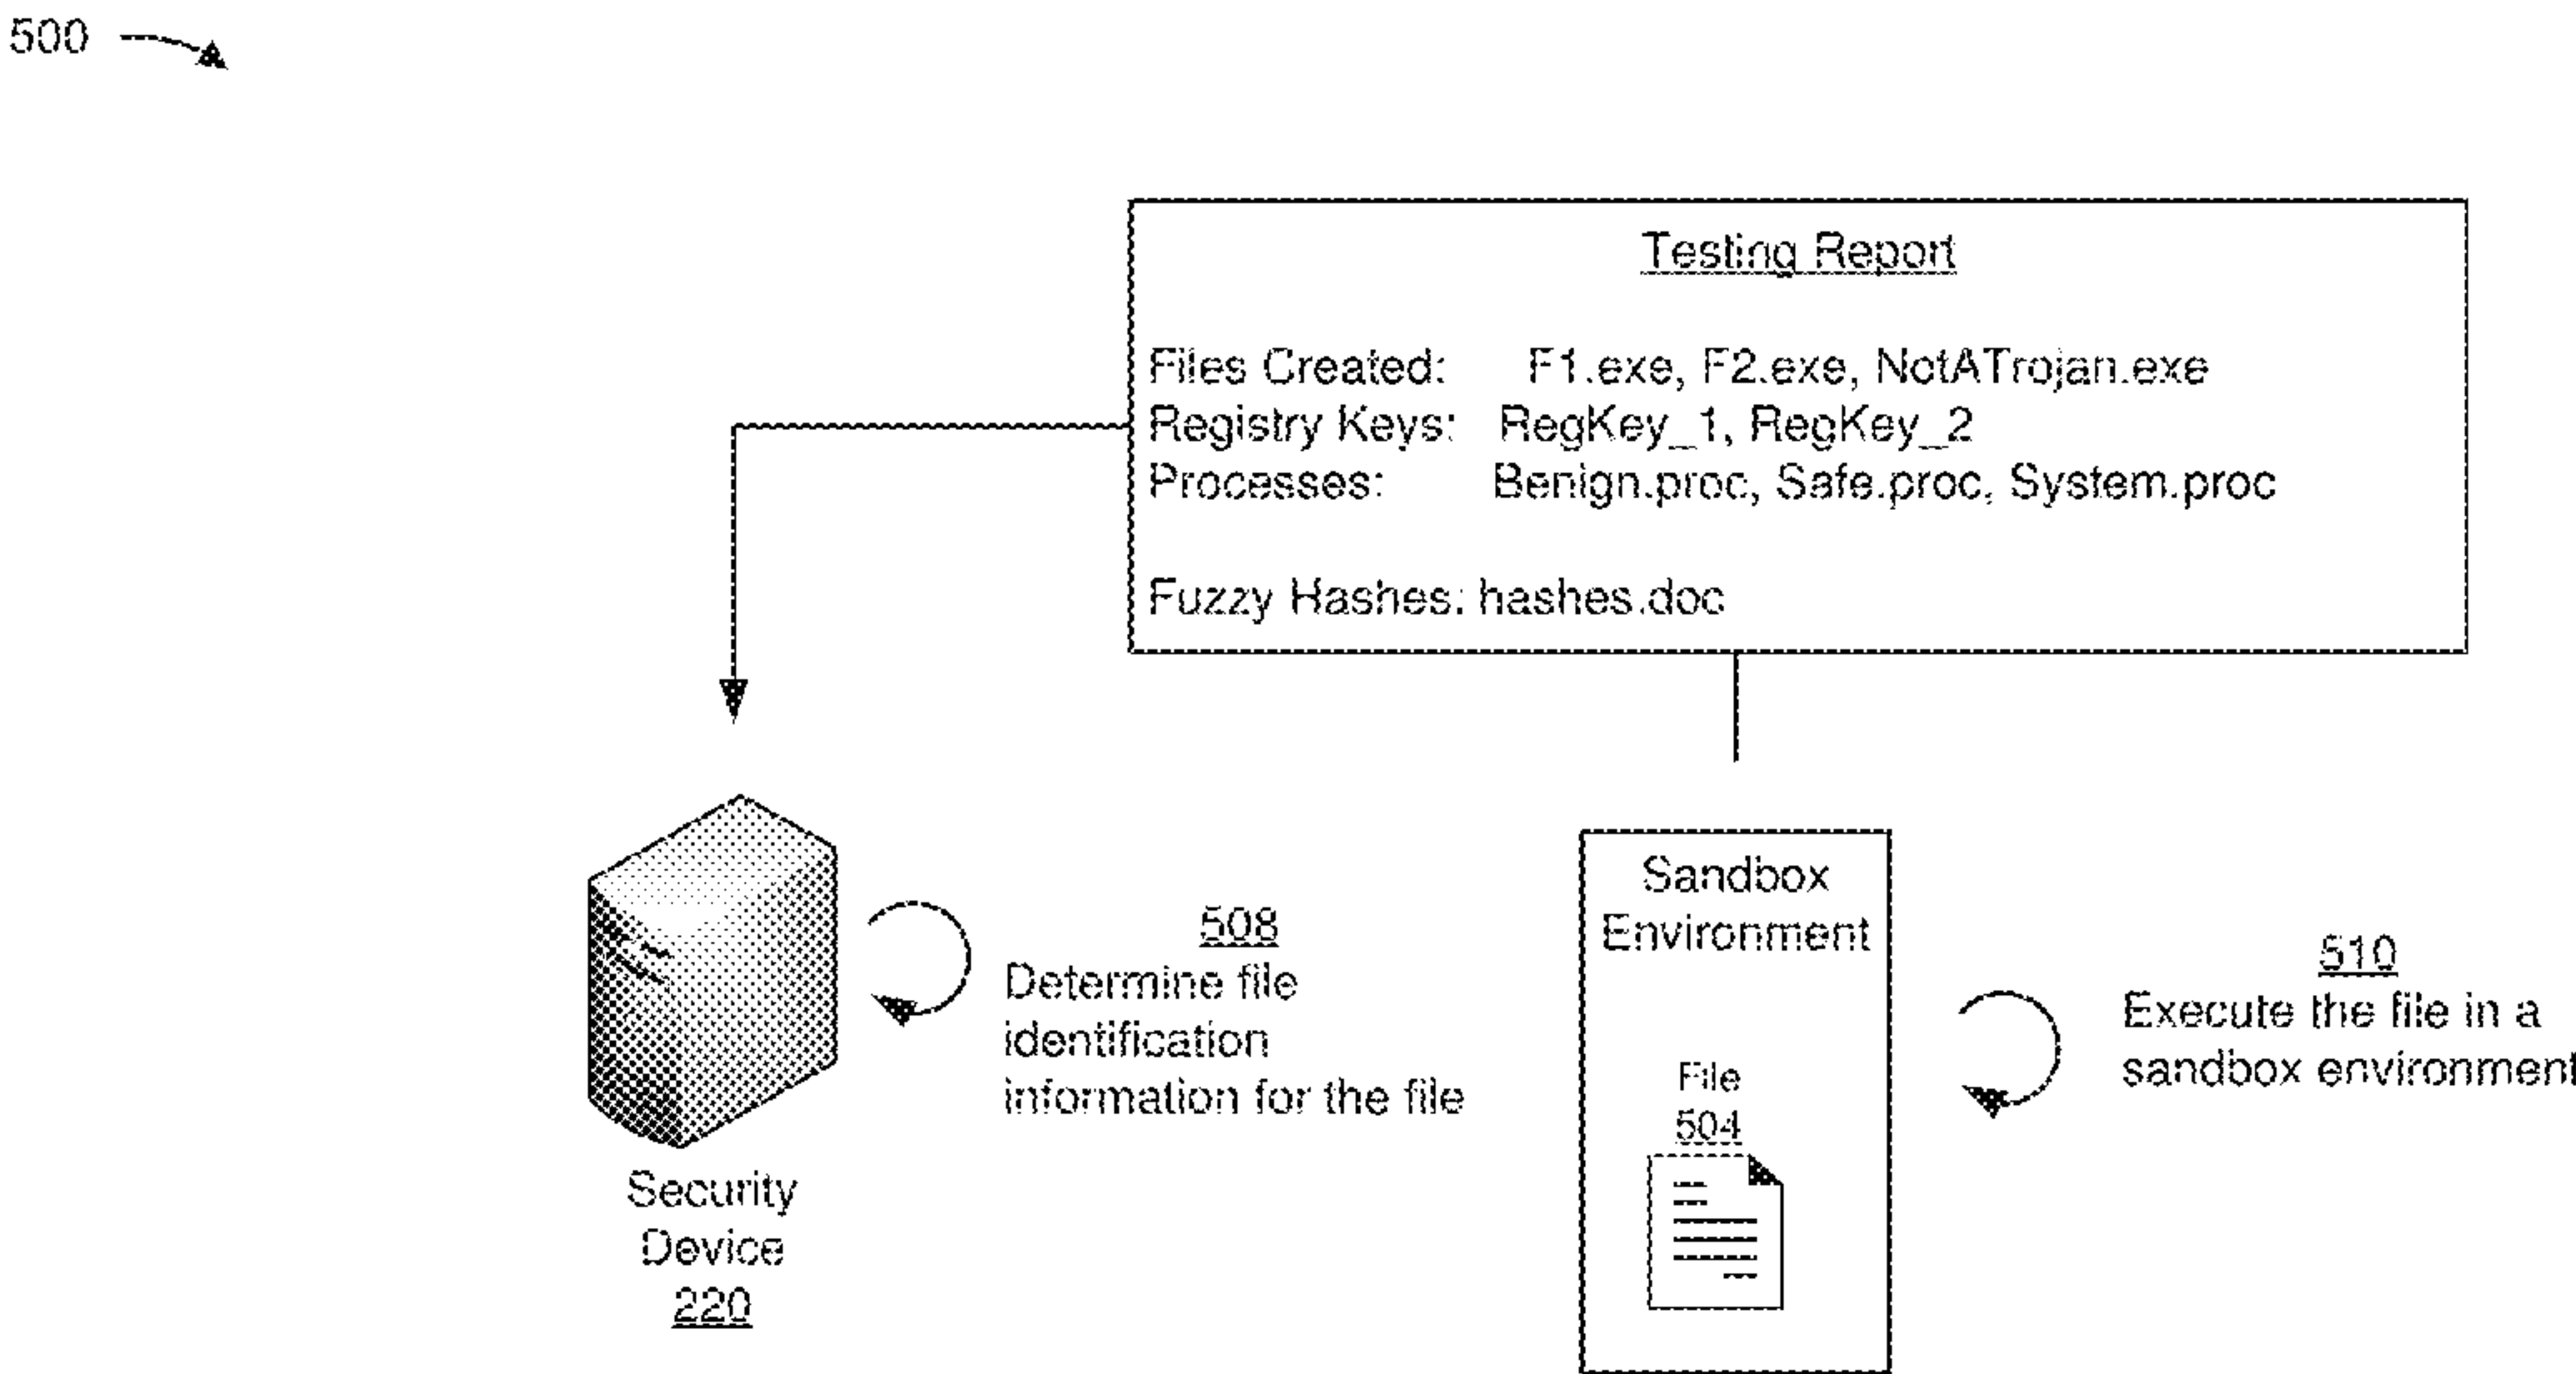 500
Testing Report
Files Created: F1.exe, F2.exe, NotATrojan.exe
Registry Keys: RegKey_1, RegKey_2
Processes: Benign.proc, Safe.proc, System.proc
Fuzzy Hashes: hashes.doc
508
Determine file
identification
information for the file
Security
Device
220
Sandbox
Environment
File
504
510
Execute the file in a
sandbox environment